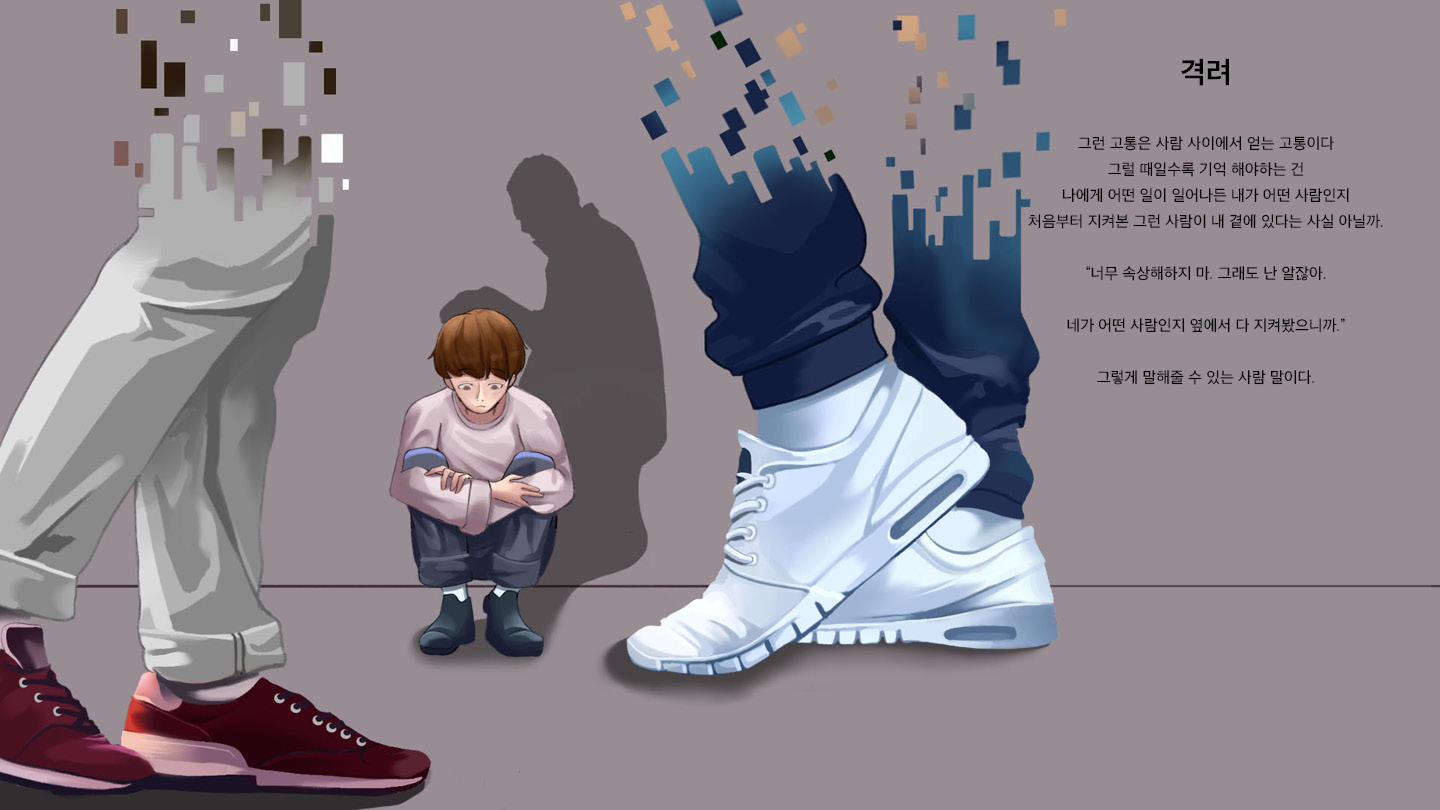 격려
그런 고통은 사람 사이에서 얻는 고통이다
그럴 때일수록 기억 해야하는 건
나에게 어떤 일이 일어나든 내가 어떤 사람인지
처음부터 지켜본 그런 사람이 내 곁에 있다는 사실 아닐까.
“너무 속상해하지 마. 그래도 난 알잖아.
네가 어떤 사람인지 옆에서 다 지켜봤으니까.”
그렇게 말해줄 수 있는 사람 말이다.